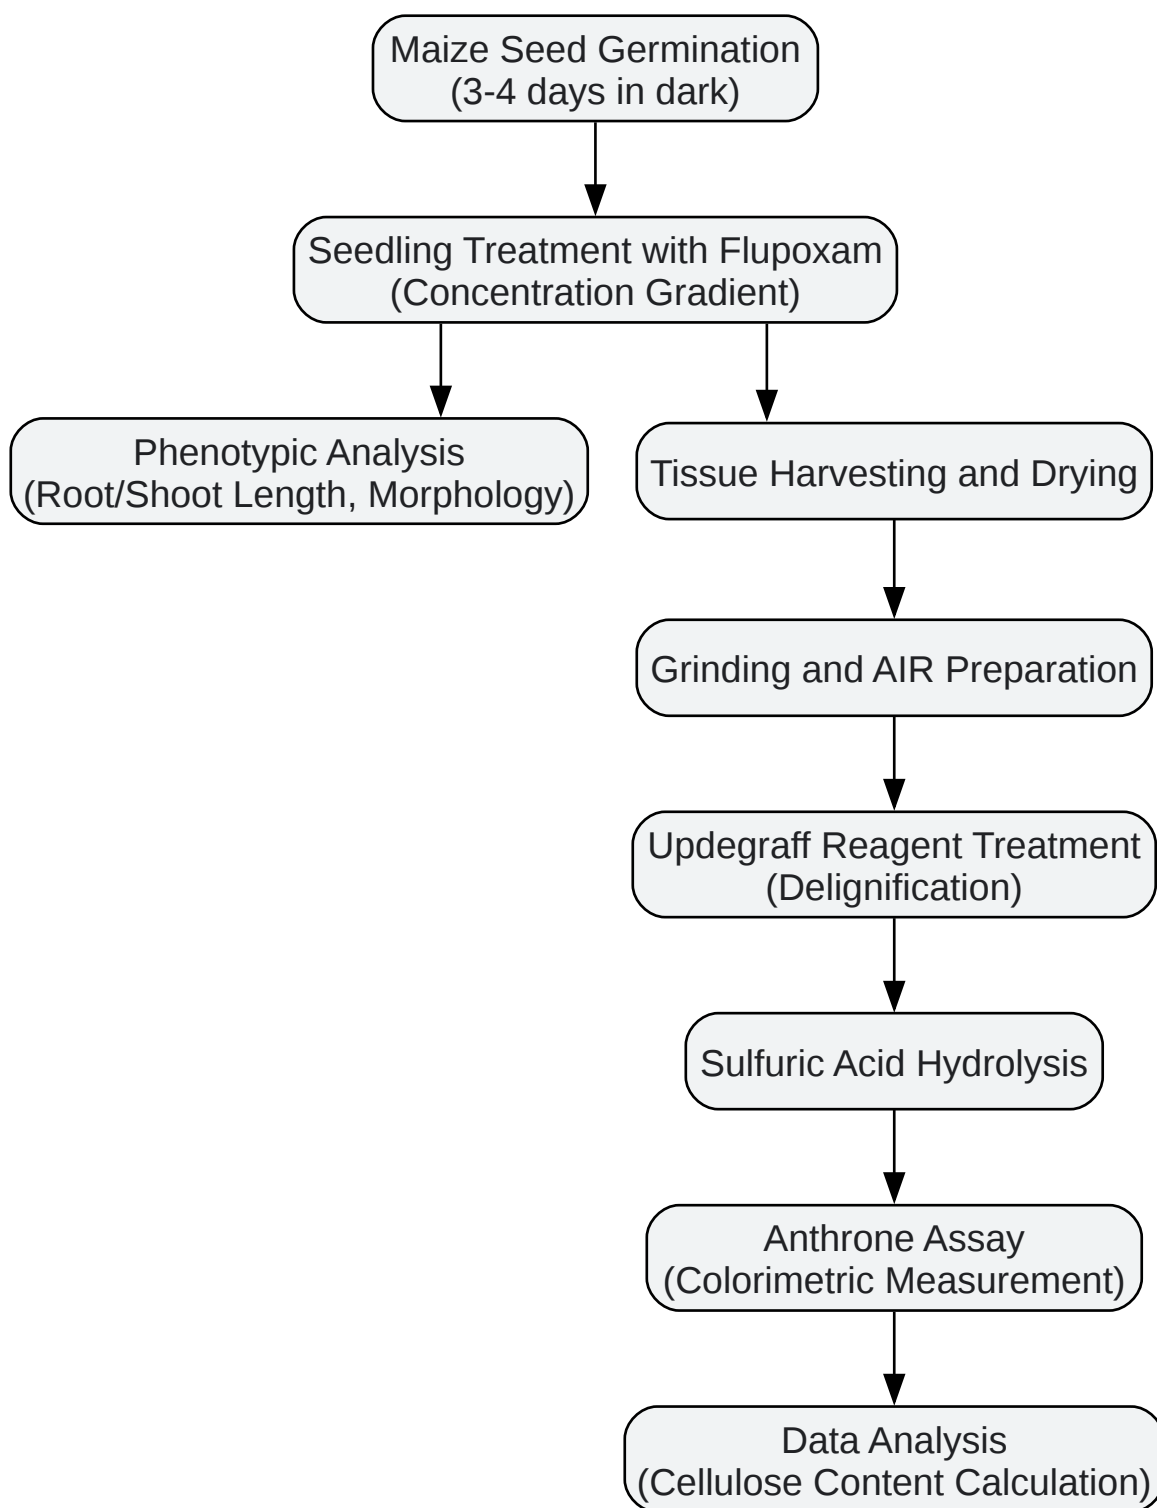 Maize Seed Germination
(3-4 days in dark)
Seedling Treatment with Flupoxam
(Concentration Gradient)
Phenotypic Analysis
(Root/Shoot Length, Morphology)
Tissue Harvesting and Drying
Grinding and AIR Preparation
Updegraff Reagent Treatment
(Delignification)
Sulfuric Acid Hydrolysis
Anthrone Assay
(Colorimetric Measurement)
Data Analysis
(Cellulose Content Calculation)